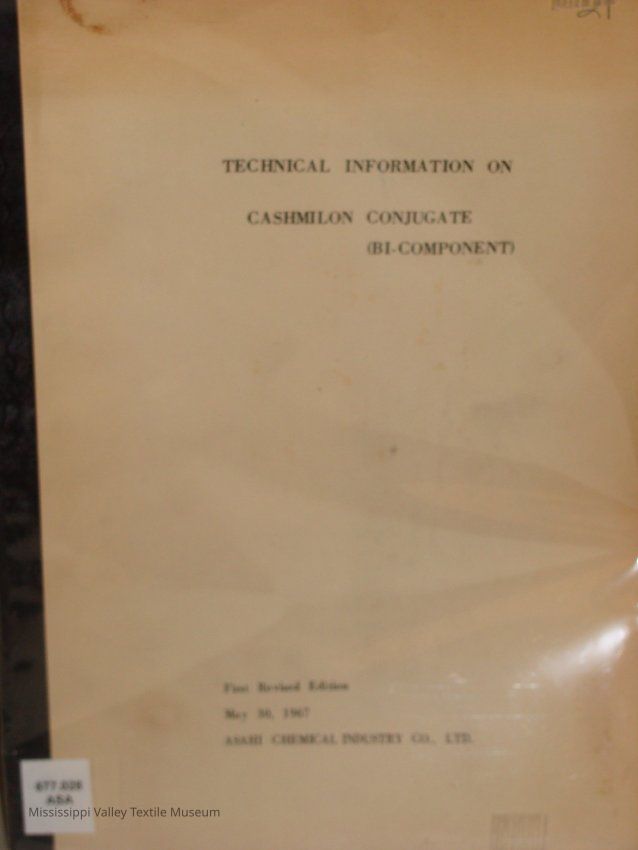 TECHNICAL INFORMATION ON
CASHMILON CONJUGATE
(BI-COMPONENT)
First Revised Edition
May 30, 1967
ASAHI CHEMICAL INDUSTRY CO., LTD.
677.028
ASA
Mississippi Valley Textile Museum